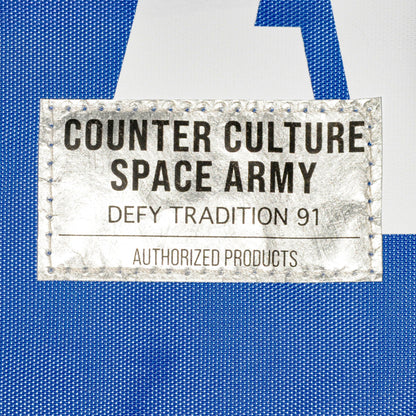 COUNTER CULTURE
SPACE ARMY
DEFY TRADITION 91
AUTHORIZED PRODUCTS